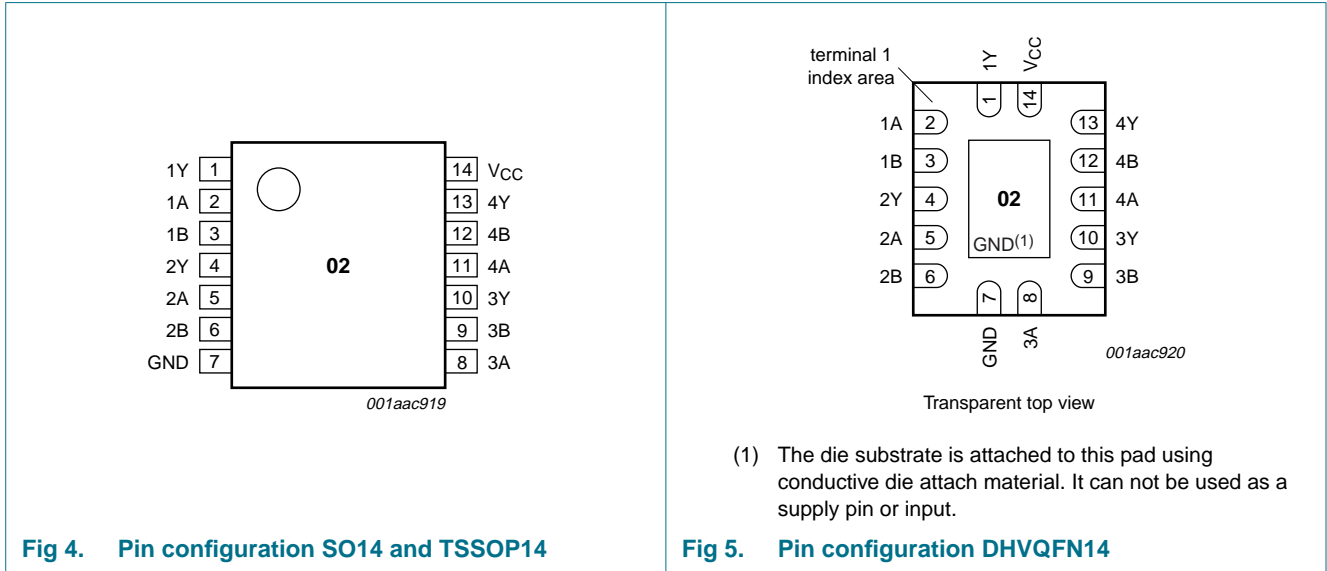 1Y 1
1A 2
1B 3
2Y 4
2A 5
2B 6
GND 7
02
14 VCC
13 4Y
12 4B
11 4A
10 3Y
9 3B
8 3A
001aac919
Fig 4. Pin configuration SO14 and TSSOP14
terminal 1
index area
1Y
VCC
1
14
1A 2
1B 3
2Y 4
2A 5
2B 6
02
GND(1)
13 4Y
12 4B
11 4A
10 3Y
9 3B
7
8
GND
3A
001aac920
Transparent top view
(1) The die substrate is attached to this pad using
conductive die attach material. It can not be used as a
supply pin or input.
Fig 5. Pin configuration DHVQFN14